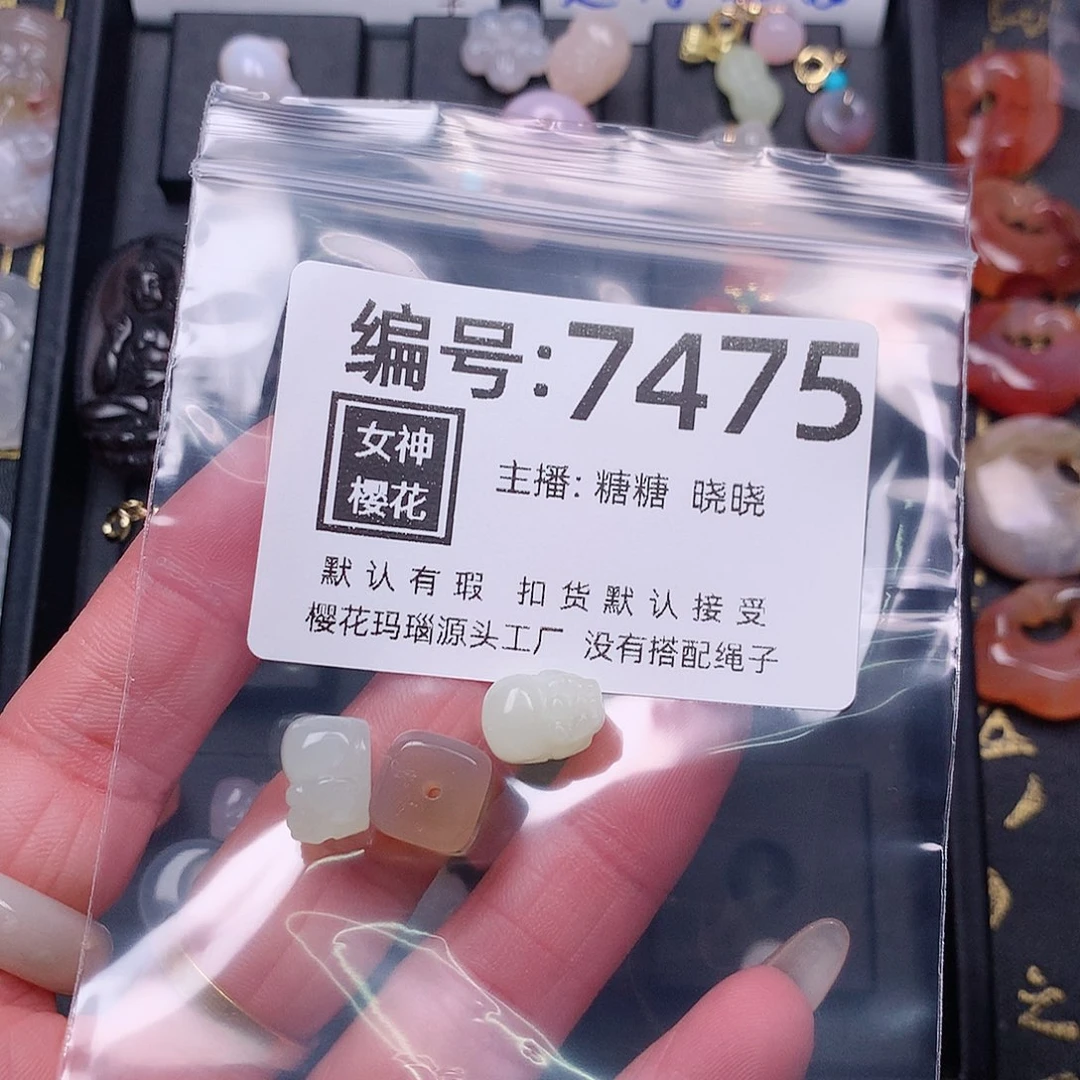 编号:7475
女神
樱花
主播: 糖糖 晓晓
默认有瑕 扣货默认接受
樱花玛瑙源头工厂 没有搭配绳子
之